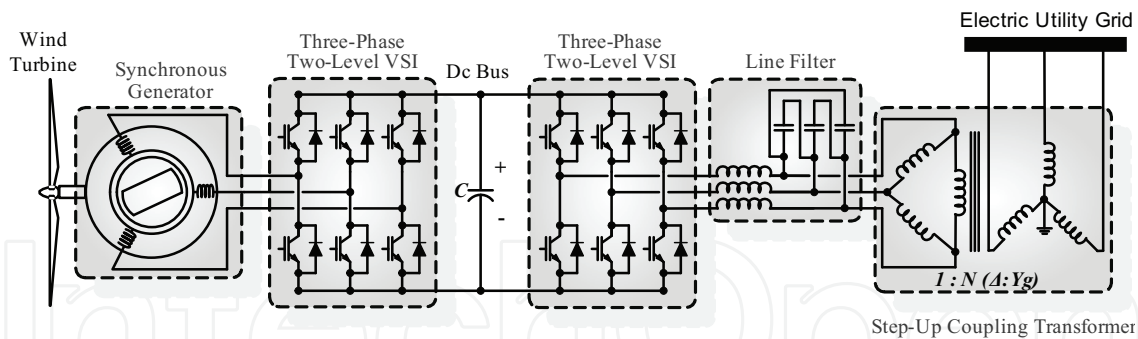 Wind
Turbine
Synchronous
Generator
Three-Phase
Two-Level VSI
Dc Bus
C
+
-
Three-Phase
Two-Level VSI
Line Filter
Electric Utility Grid
1 : N (Δ:Yg)
Step-Up Coupling Transformer